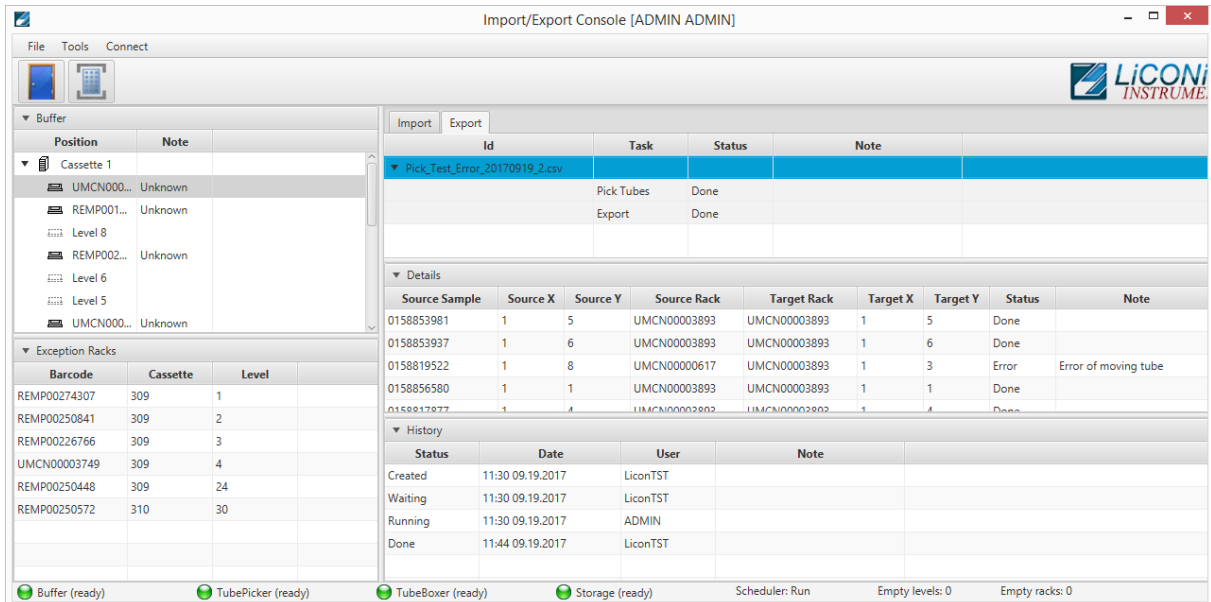 Import/Export Console [ADMIN ADMIN]
File Tools Connect
LiCONi
INSTRUME
Buffer
Position Note
Cassette 1
UMCN000... Unknown
REMP001... Unknown
Level 8
REMP002... Unknown
Level 6
Level 5
UMCN000... Unknown
Exception Racks
Barcode Cassette Level
REMP00274307 309 1
REMP00250841 309 2
REMP00226766 309 3
UMCN00003749 309 4
REMP00250448 309 24
REMP00250572 310 30
Import Export
Id Task Status Note
Pick_Test_Error_20170919_2.csv
Pick Tubes Done
Export Done
Details
Source Sample Source X Source Y Source Rack Target Rack Target X Target Y Status Note
0158853981 1 5 UMCN00003893 UMCN00003893 1 5 Done
0158853937 1 6 UMCN00003893 UMCN00003893 1 6 Done
0158819522 1 8 UMCN00000617 UMCN00003893 1 3 Error Error of moving tube
0158856580 1 1 UMCN00003893 UMCN00003893 1 1 Done
0158817877 1 4 UMCN00003893 UMCN00003893 1 4 Done
History
Status Date User Note
Created 11:30 09.19.2017 LiconTST
Waiting 11:30 09.19.2017 LiconTST
Running 11:30 09.19.2017 ADMIN
Done 11:44 09.19.2017 LiconTST
Buffer (ready) TubePicker (ready) TubeBoxer (ready) Storage (ready) Scheduler: Run Empty levels: 0 Empty racks: 0